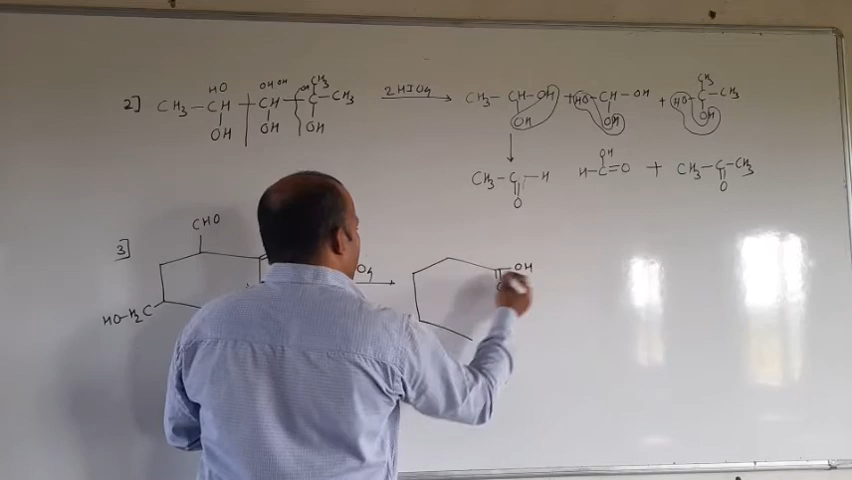 HO OH OH OH CH3 2HIO4 CH3
2] CH3-CH-CH-C-CH3 CH3-CH-OH + HO-CH-OH + HO-C-CH3
OH OH OH OH OH OH
OH
CH3-C-H H-C=O + CH3-C-CH3
O O
CHO
3] O4 OH
HO-H2C